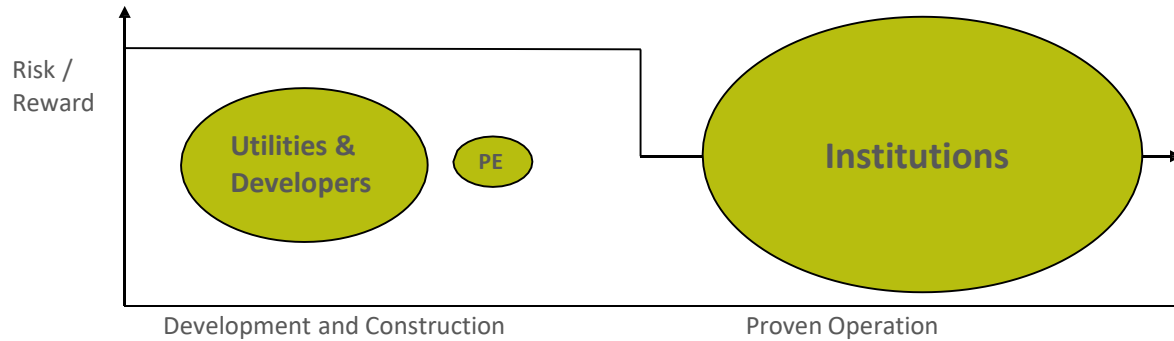 Risk /
Reward
Utilities &
Developers
PE
Institutions
Development and Construction
Proven Operation